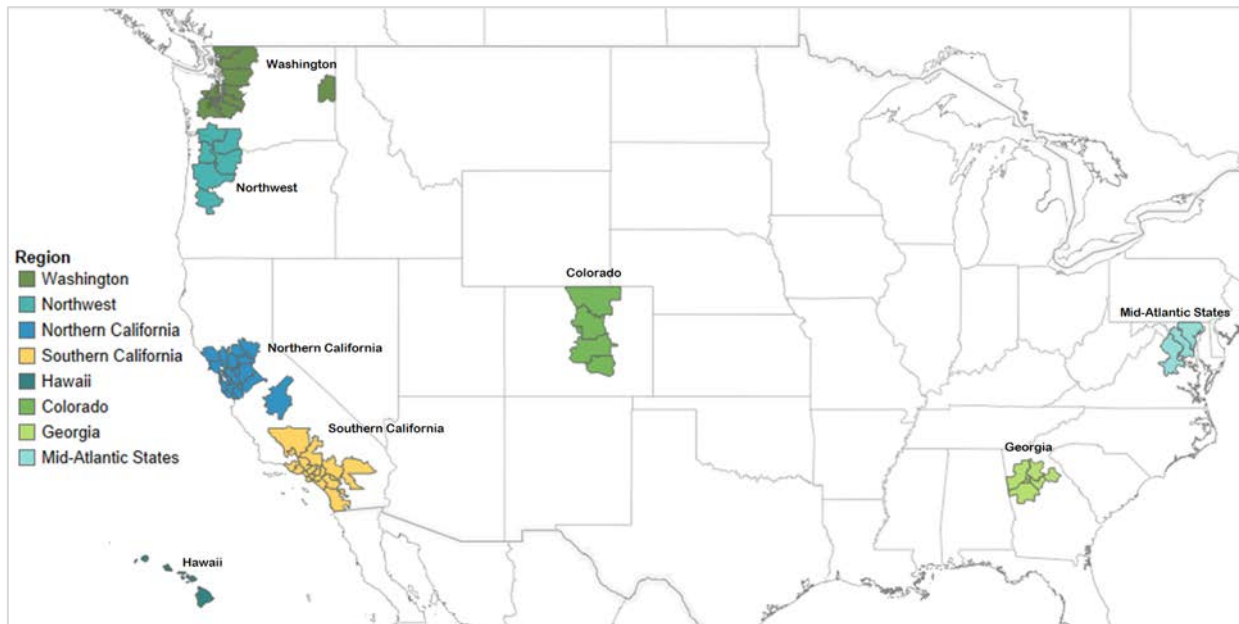 Washington
Northwest
Colorado
Region
Washington
Northwest
Northern California
Southern California
Hawaii
Colorado
Georgia
Mid-Atlantic States
Mid-Atlantic States
Northern California
Southern California
Georgia
Hawaii